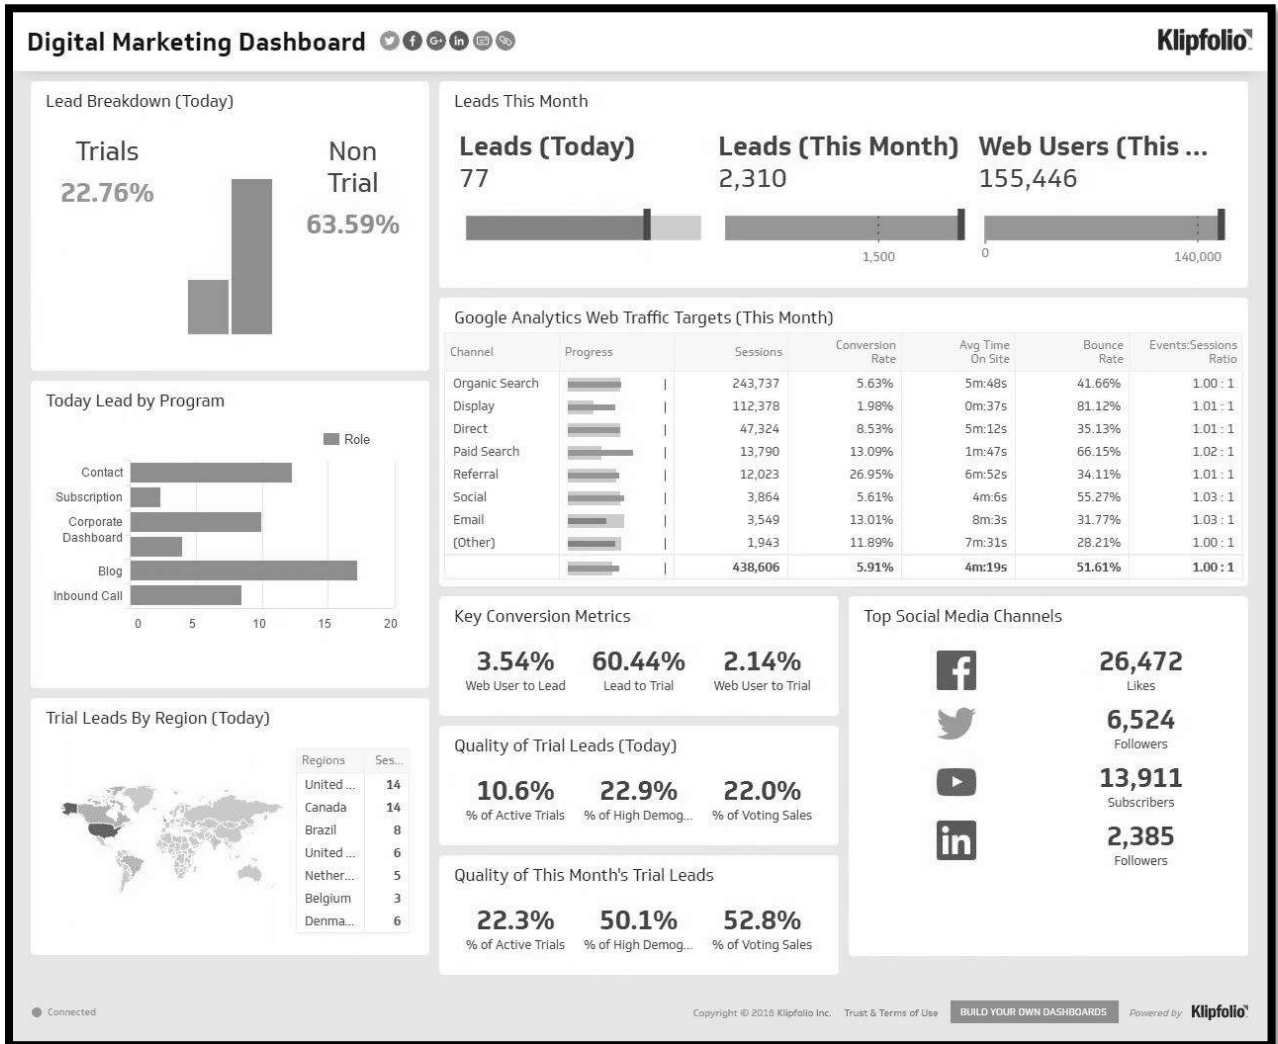 Digital Marketing Dashboard
Klipfolio
Lead Breakdown (Today)
Trials
22.76%
Non
Trial
63.59%
Leads This Month
Leads (Today)
77
Leads (This Month)
2,310
1,500
Web Users (This ...
155,446
0
140,000
Today Lead by Program
Role
Contact
Subscription
Corporate
Dashboard
Blog
Inbound Call
0 5 10 15 20
Google Analytics Web Traffic Targets (This Month)
Channel Progress Sessions Conversion Rate Avg Time On Site Bounce Rate Events:Sessions Ratio
Organic Search 243,737 5.63% 5m:48s 41.66% 1.00 : 1
Display 112,378 1.98% 0m:37s 81.12% 1.01 : 1
Direct 47,324 8.53% 5m:12s 35.13% 1.01 : 1
Paid Search 13,790 13.09% 1m:47s 66.15% 1.02 : 1
Referral 12,023 26.95% 6m:52s 34.11% 1.01 : 1
Social 3,864 5.61% 4m:6s 55.27% 1.03 : 1
Email 3,549 13.01% 8m:3s 31.77% 1.03 : 1
(Other) 1,943 11.89% 7m:31s 28.21% 1.00 : 1
438,606 5.91% 4m:19s 51.61% 1.00 : 1
Trial Leads By Region (Today)
Regions Ses...
United ... 14
Canada 14
Brazil 8
United ... 6
Nether... 5
Belgium 3
Denma... 6
Key Conversion Metrics
3.54% 60.44% 2.14%
Web User to Lead Lead to Trial Web User to Trial
Quality of Trial Leads (Today)
10.6% 22.9% 22.0%
% of Active Trials % of High Demog... % of Voting Sales
Quality of This Month's Trial Leads
22.3% 50.1% 52.8%
% of Active Trials % of High Demog... % of Voting Sales
Top Social Media Channels
26,472
Likes
6,524
Followers
13,911
Subscribers
2,385
Followers
Connected
Copyright © 2016 Klipfolio Inc. Trust & Terms of Use BUILD YOUR OWN DASHBOARDS Powered by Klipfolio